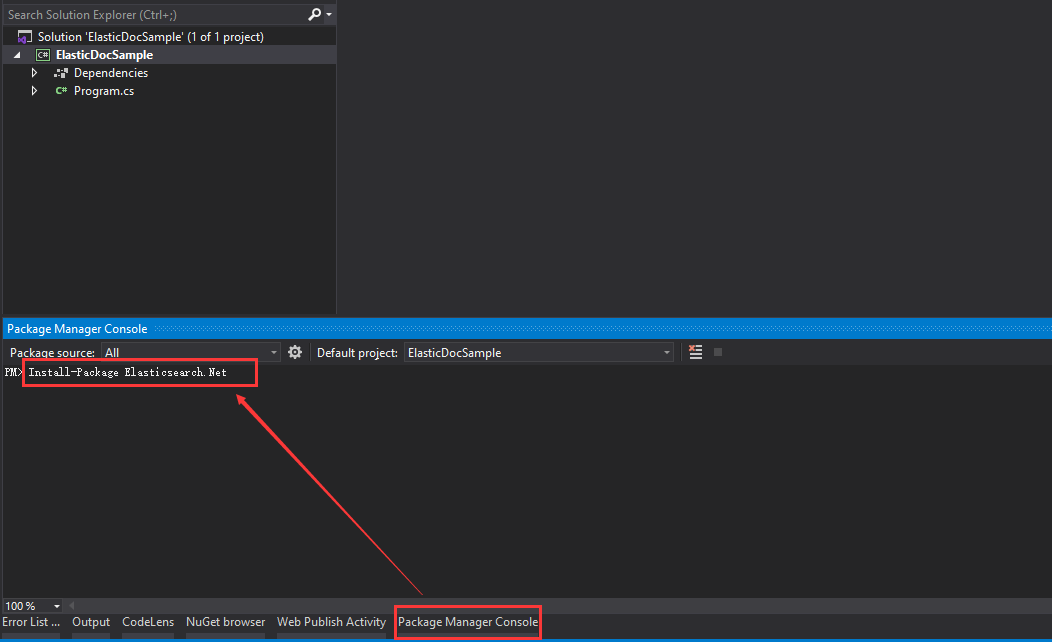 Search Solution Explorer (Ctrl+;)
Solution 'ElasticDocSample' (1 of 1 project)
C# ElasticDocSample
Dependencies
C# Program.cs
Package Manager Console
Package source: All Default project: ElasticDocSample
PM> Install-Package Elasticsearch.Net
100 %
Error List ... Output CodeLens NuGet browser Web Publish Activity Package Manager Console